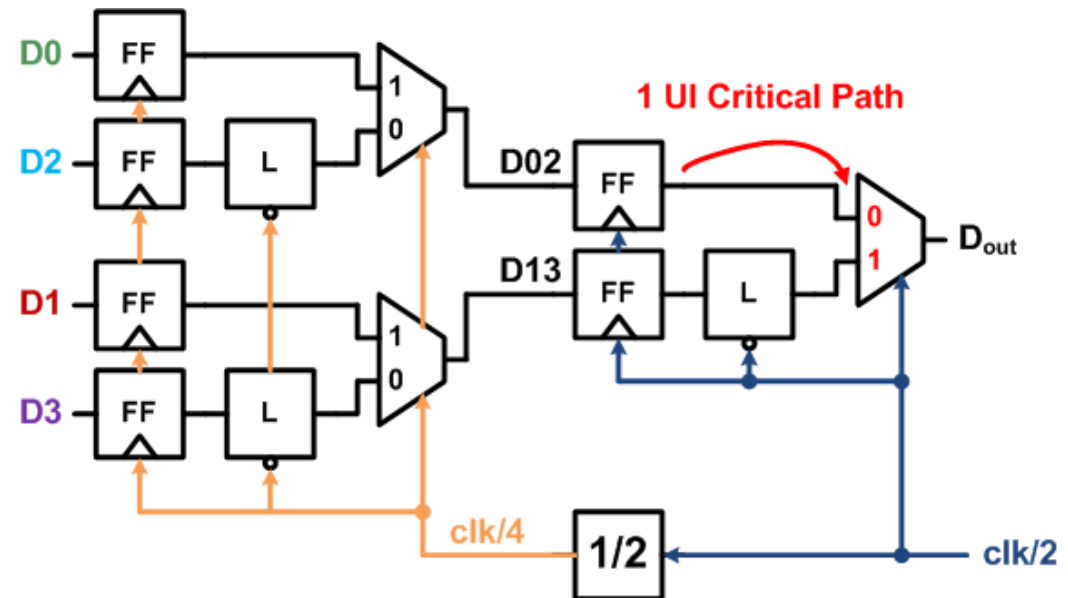 D0
FF
1
0
D2
FF
L
1 UI Critical Path
D02
FF
0
1
Dout
D1
FF
1
0
D13
FF
L
D3
FF
L
clk/4
1/2
clk/2